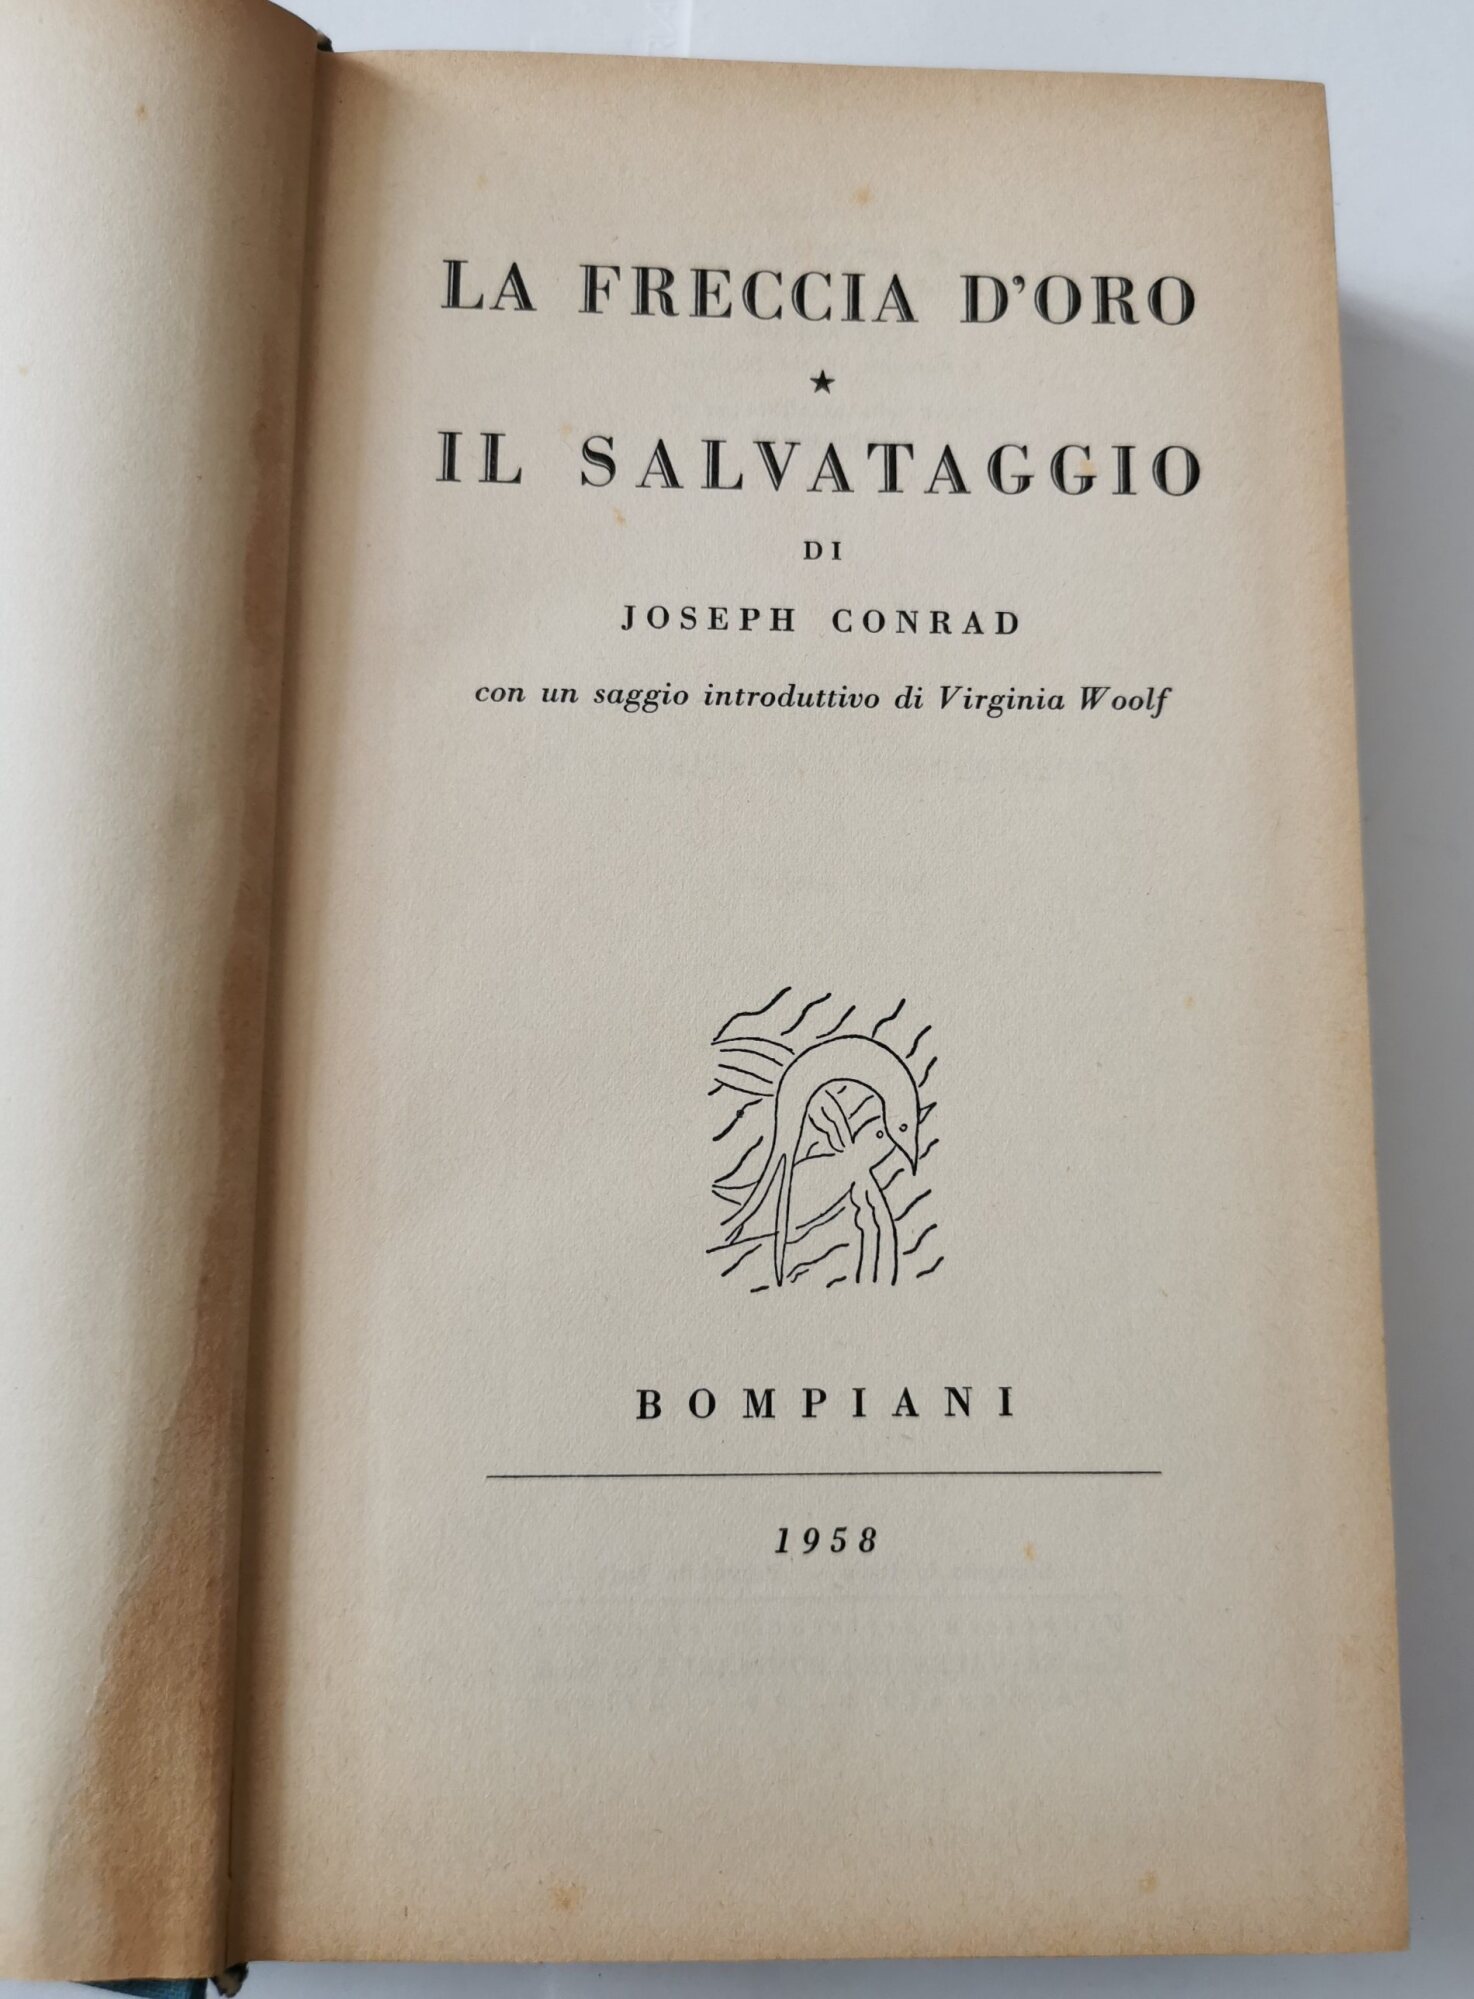 LA FRECCIA D'ORO
★
IL SALVATAGGIO
DI
JOSEPH CONRAD
con un saggio introduttivo di Virginia Woolf
BOMPIANI
1958